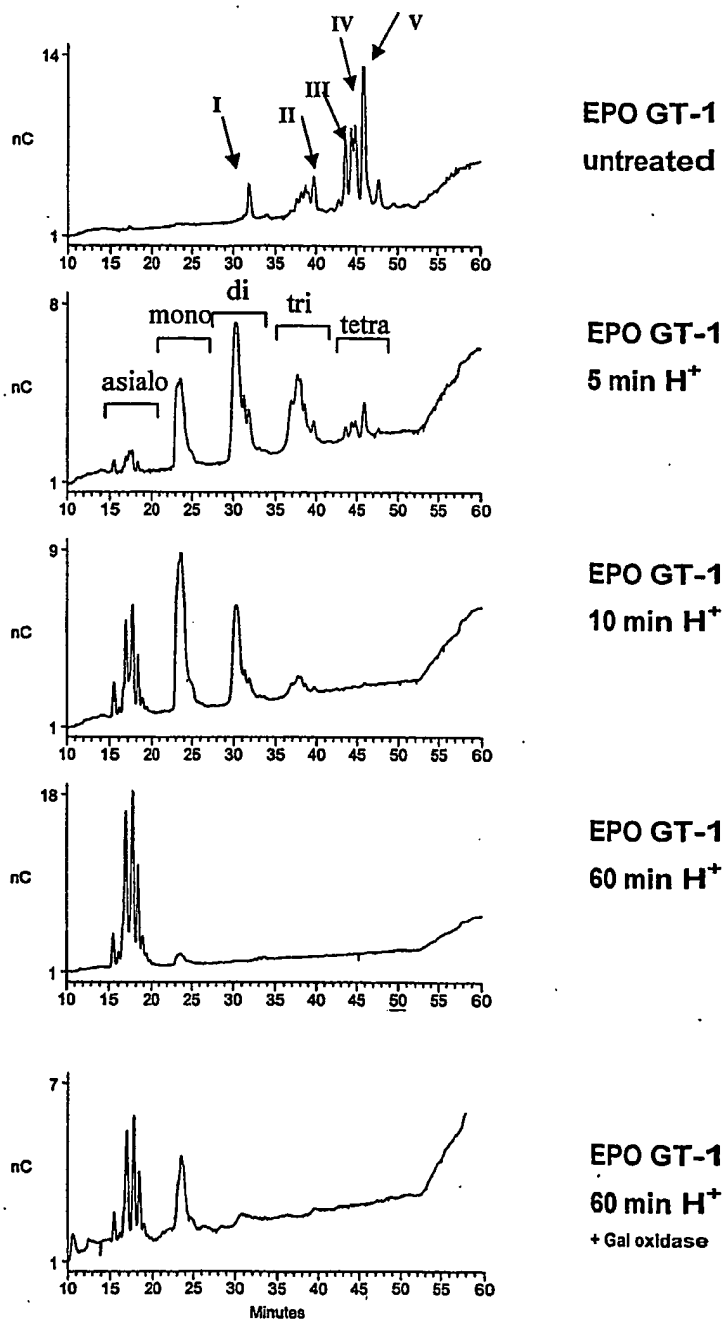 14
nC
1
I
II
III
IV
V
10 15 20 25 30 35 40 45 50 55 60
EPO GT-1
untreated
8
nC
1
asialo
mono
di
tri
tetra
10 15 20 25 30 35 40 45 50 55 60
EPO GT-1
5 min H+
9
nC
1
10 15 20 25 30 35 40 45 50 55 60
EPO GT-1
10 min H+
18
nC
1
10 15 20 25 30 35 40 45 50 55 60
EPO GT-1
60 min H+
7
nC
1
10 15 20 25 30 35 40 45 50 55 60
Minutes
EPO GT-1
60 min H+
+ Gal oxidase